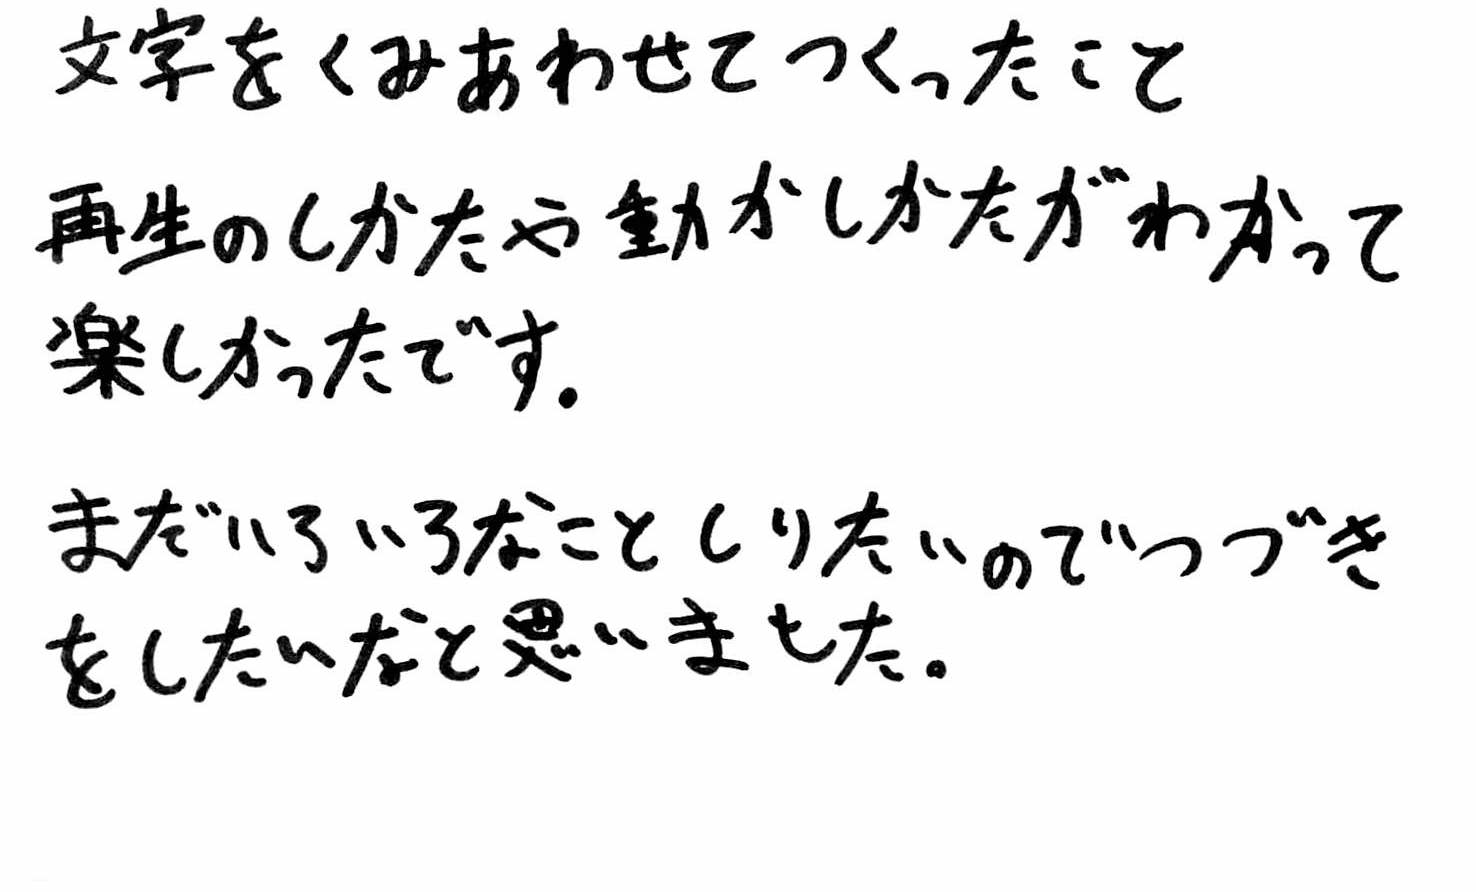 文字をくみあわせてつくったこと
再生のしかたや動かしかたがわかって
楽しかったです.
まだいろいろなことしりたいのでつづき
をしたいなと思いました。